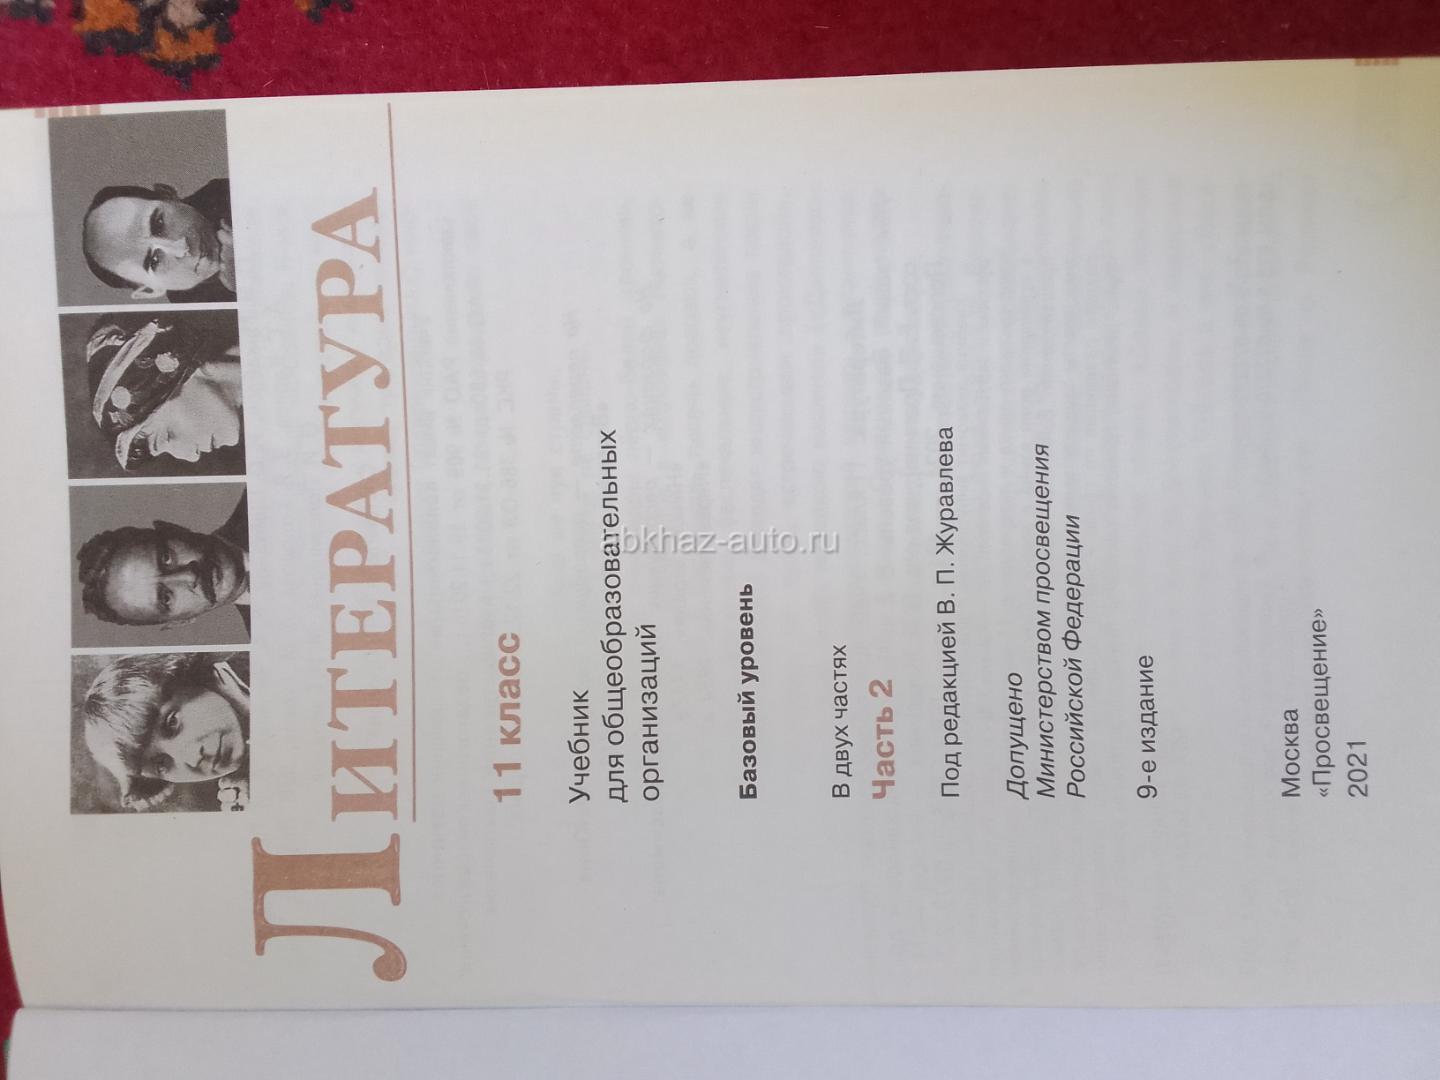 ЛИТЕРАТУРА
11 класс
Учебник
для общеобразовательных
организаций
Базовый уровень
В двух частях
Часть 2
Под редакцией В. П. Журавлева
Допущено
Министерством просвещения
Российской Федерации
9-е издание
Москва
«Просвещение»
2021
abkhaz-auto.ru